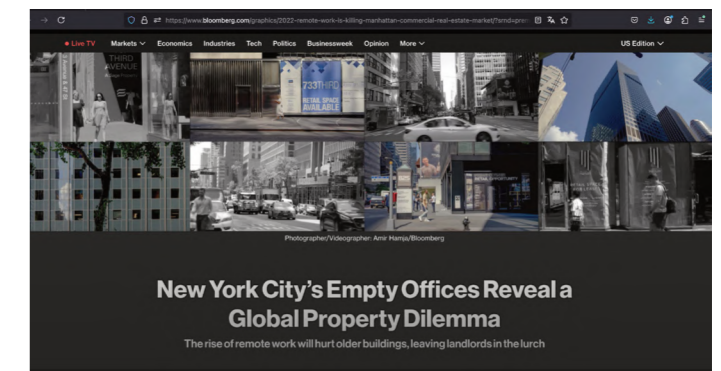 https://www.bloomberg.com/graphics/2022-remote-work-is-killing-manhattan-commercial-real-estate-market/?smd=prem
Live TV Markets Economics Industries Tech Politics Businessweek Opinion More US Edition
THIRD
AVENUE
733THIRD
RETAIL SPACE
AVAILABLE
Photographer/Videographer: Amir Hamja/Bloomberg
New York City's Empty Offices Reveal a
Global Property Dilemma
The rise of remote work will hurt older buildings, leaving landlords in the lurch